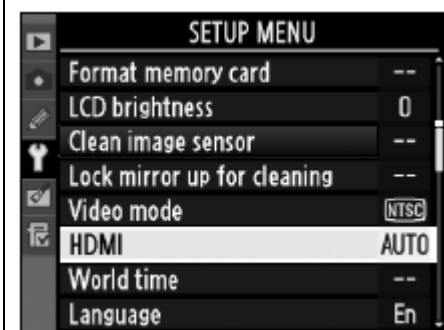 SETUP MENU
Format memory card --
LCD brightness 0
Clean image sensor --
Lock mirror up for cleaning --
Video mode NTSC
HDMI AUTO
World time --
Language En